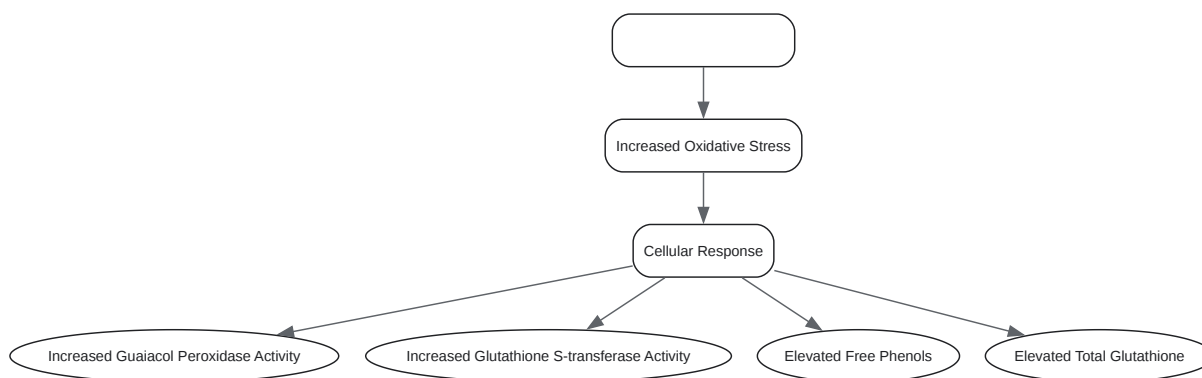 Increased Oxidative Stress
Cellular Response
Increased Guaiacol Peroxidase Activity
Increased Glutathione S-transferase Activity
Elevated Free Phenols
Elevated Total Glutathione